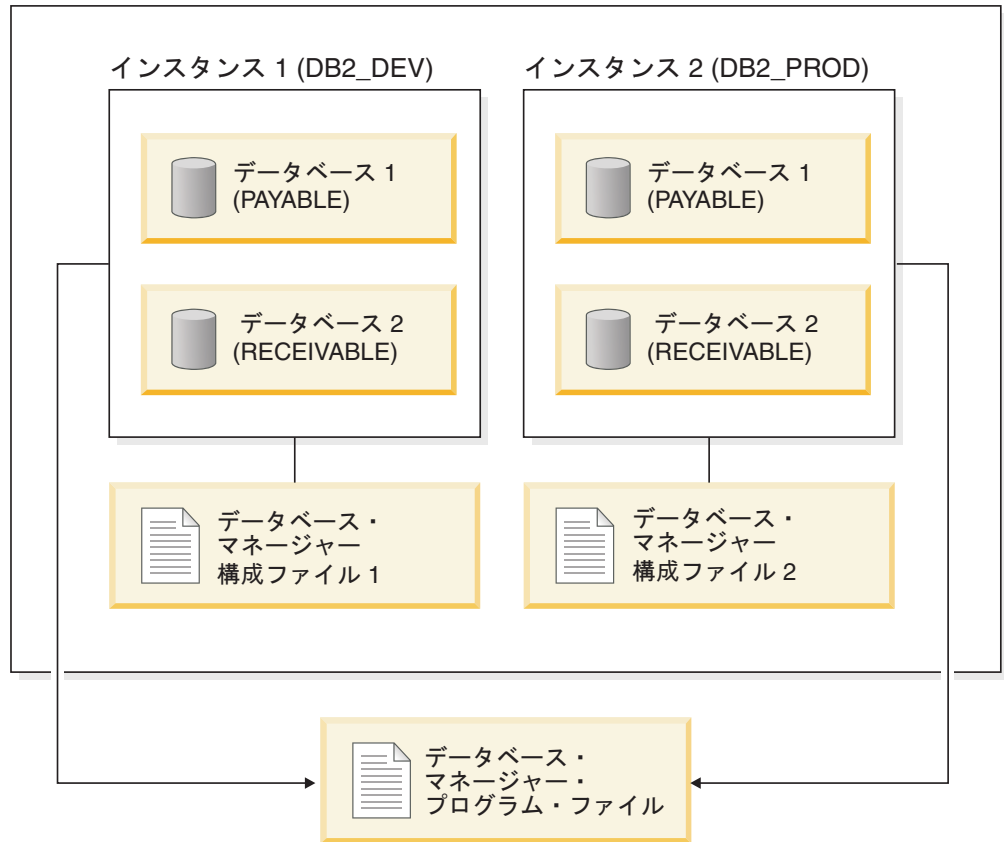 インスタンス 1 (DB2_DEV)
データベース 1
(PAYABLE)
データベース 2
(RECEIVABLE)
データベース・
マネージャー
構成ファイル 1
インスタンス 2 (DB2_PROD)
データベース 1
(PAYABLE)
データベース 2
(RECEIVABLE)
データベース・
マネージャー
構成ファイル 2
データベース・
マネージャー・
プログラム・ファイル